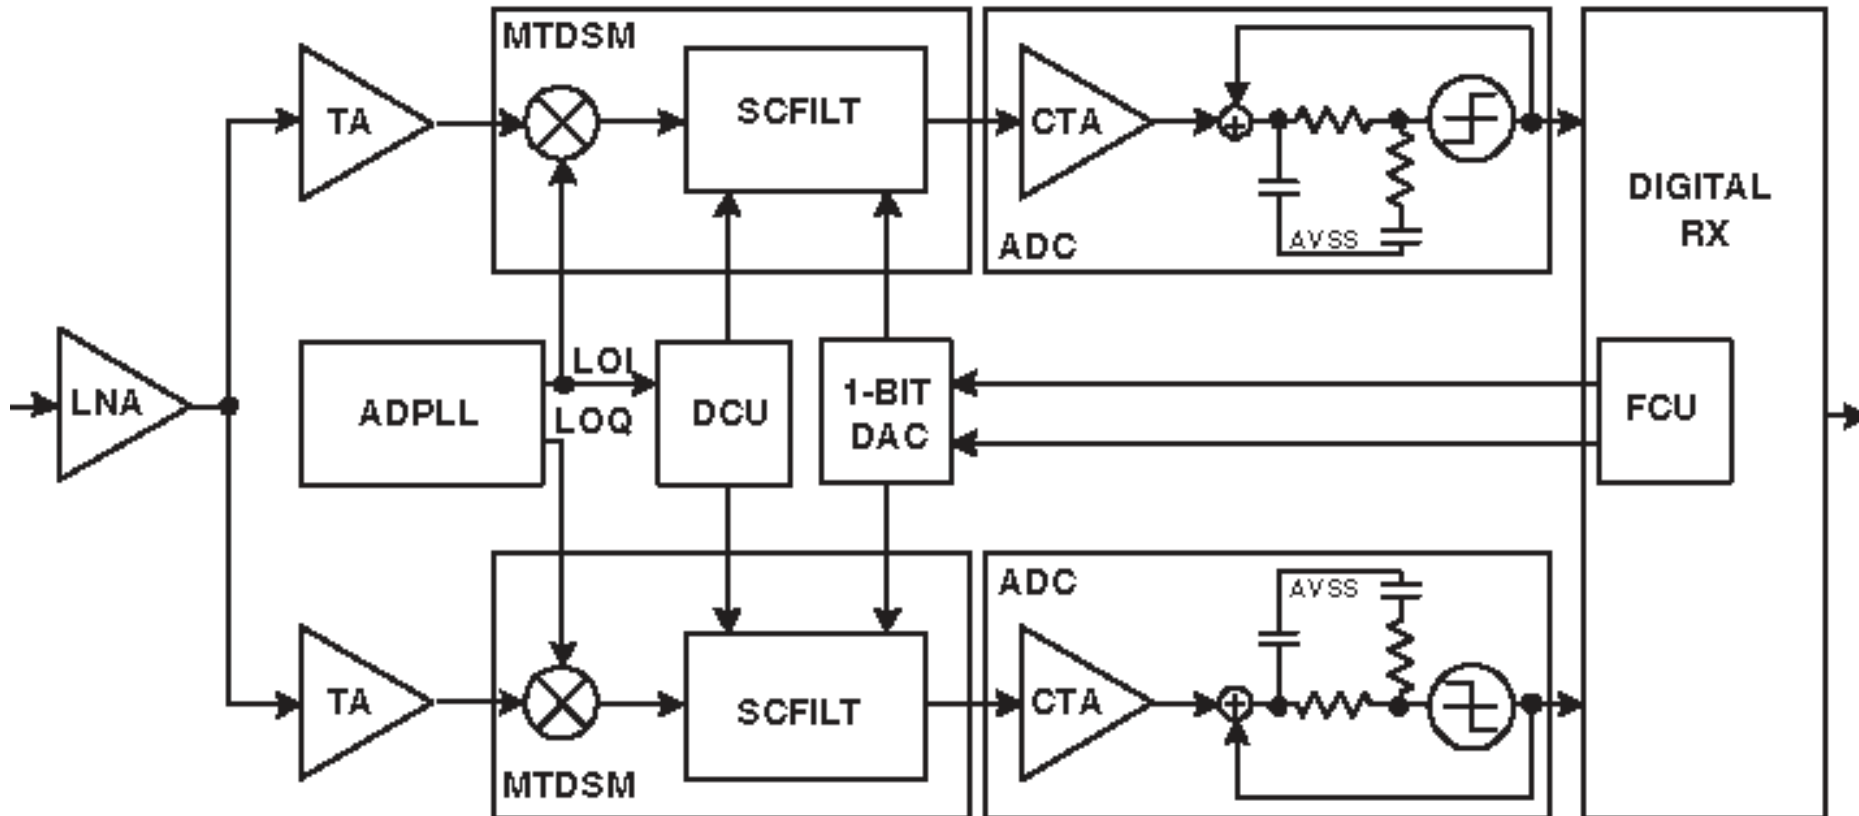 MTDSM
TA
SCFILT
CTA
AVSS
ADC
DIGITAL
RX
LNA
ADPLL
LOI
LOQ
DCU
1-BIT
DAC
FCU
ADC
AVSS
TA
SCFILT
CTA
MTDSM